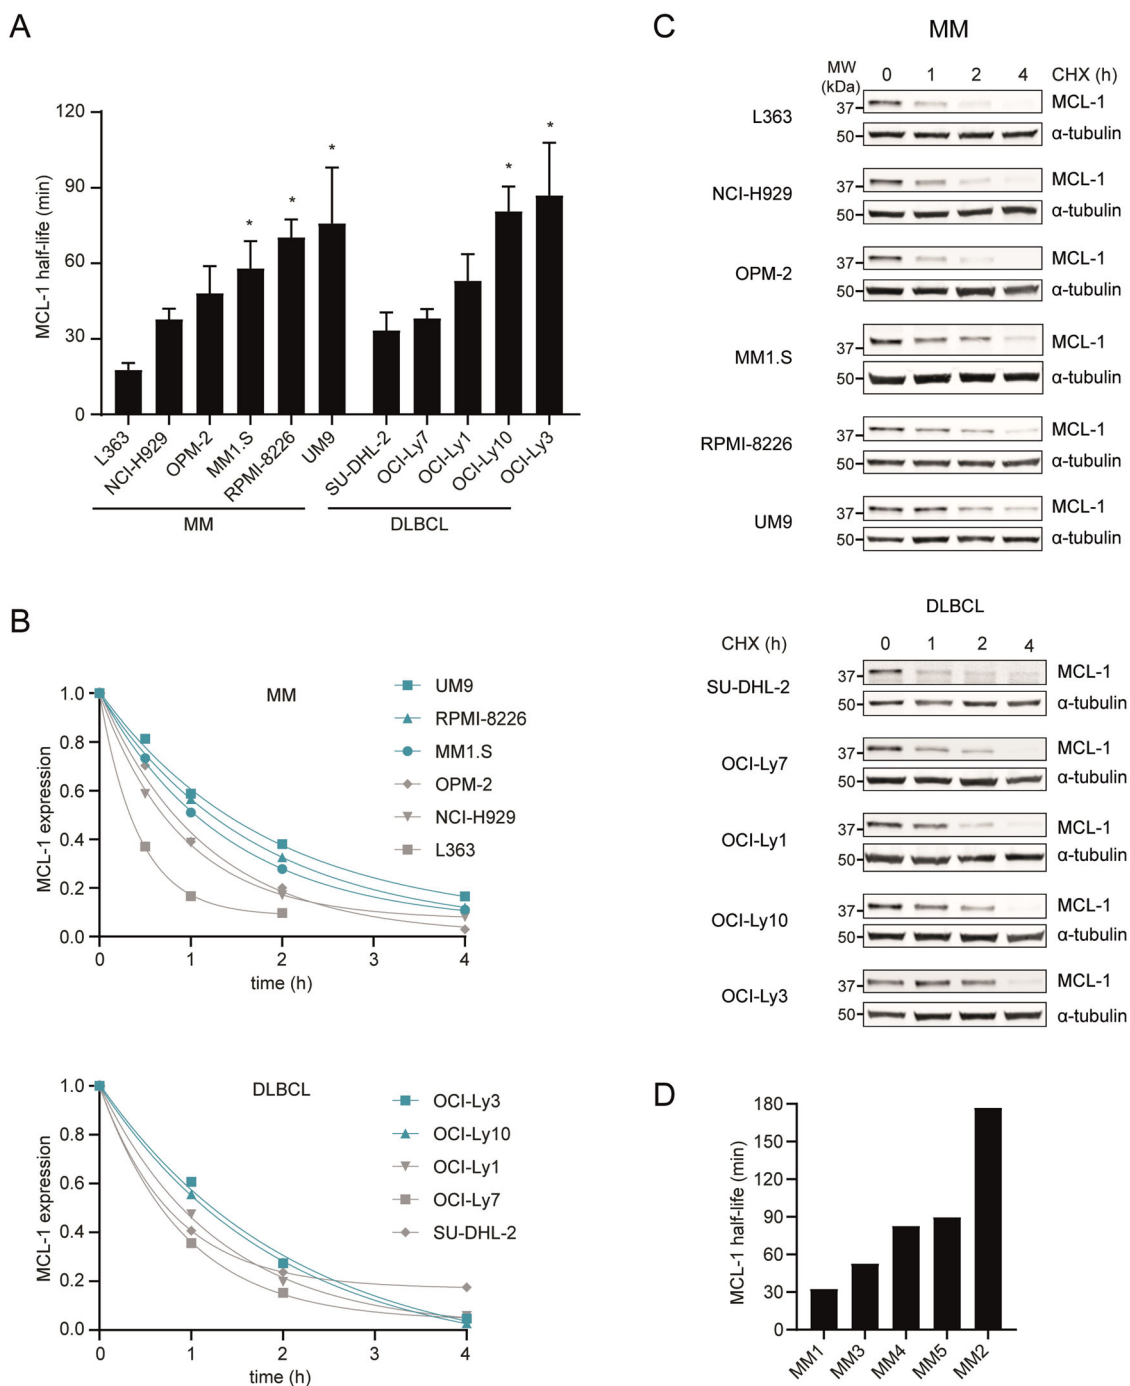 A
MCL-1 half-life (min)
120
90
60
30
0
* * * * *
L363
NCI-H929
OPM-2
MM1.S
RPMI-8226
UM9
SU-DHL-2
OCI-Ly7
OCI-Ly1
OCI-Ly10
OCI-Ly3
MM
DLBCL
B
MM
MCL-1 expression
1.0
0.8
0.6
0.4
0.2
0.0
0 1 2 3 4
time (h)
UM9
RPMI-8226
MM1.S
OPM-2
NCI-H929
L363
DLBCL
MCL-1 expression
1.0
0.8
0.6
0.4
0.2
0.0
0 1 2 3 4
time (h)
OCI-Ly3
OCI-Ly10
OCI-Ly1
OCI-Ly7
SU-DHL-2
C
MM
MW
(kDa)
0 1 2 4 CHX (h)
L363
37 MCL-1
50 α-tubulin
NCI-H929
37 MCL-1
50 α-tubulin
OPM-2
37 MCL-1
50 α-tubulin
MM1.S
37 MCL-1
50 α-tubulin
RPMI-8226
37 MCL-1
50 α-tubulin
UM9
37 MCL-1
50 α-tubulin
DLBCL
CHX (h) 0 1 2 4
SU-DHL-2
37 MCL-1
50 α-tubulin
OCI-Ly7
37 MCL-1
50 α-tubulin
OCI-Ly1
37 MCL-1
50 α-tubulin
OCI-Ly10
37 MCL-1
50 α-tubulin
OCI-Ly3
37 MCL-1
50 α-tubulin
D
MCL-1 half-life (min)
180
150
120
90
60
30
0
MM1
MM3
MM4
MM5
MM2